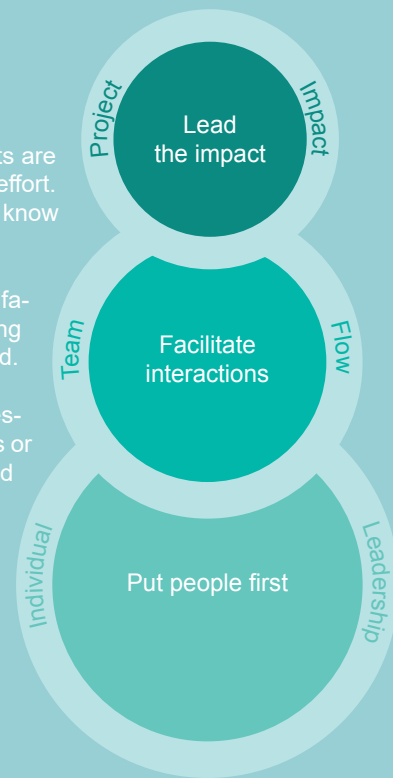 Project
Impact
Lead
the impact
ts are
effort.
know
fa-
ng
d.
Team
Flow
Facilitate
interactions
es-
s or
d
Individual
Leadership
Put people first